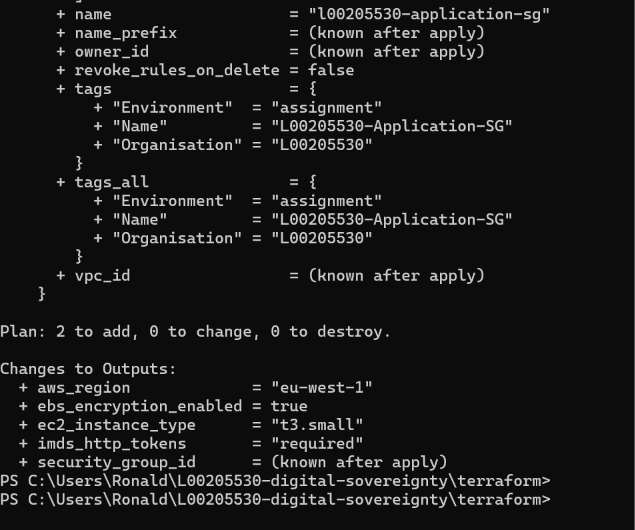 + name                   = "l00205530-application-sg"
+ name_prefix            = (known after apply)
+ owner_id               = (known after apply)
+ revoke_rules_on_delete = false
+ tags                   = {
+ "Environment"  = "assignment"
+ "Name"         = "L00205530-Application-SG"
+ "Organisation" = "L00205530"
}
+ tags_all               = {
+ "Environment"  = "assignment"
+ "Name"         = "L00205530-Application-SG"
+ "Organisation" = "L00205530"
}
+ vpc_id                 = (known after apply)
}
Plan: 2 to add, 0 to change, 0 to destroy.
Changes to Outputs:
+ aws_region             = "eu-west-1"
+ ebs_encryption_enabled = true
+ ec2_instance_type      = "t3.small"
+ imds_http_tokens       = "required"
+ security_group_id      = (known after apply)
PS C:\Users\Ronald\L00205530-digital-sovereignty\terraform>
PS C:\Users\Ronald\L00205530-digital-sovereignty\terraform>